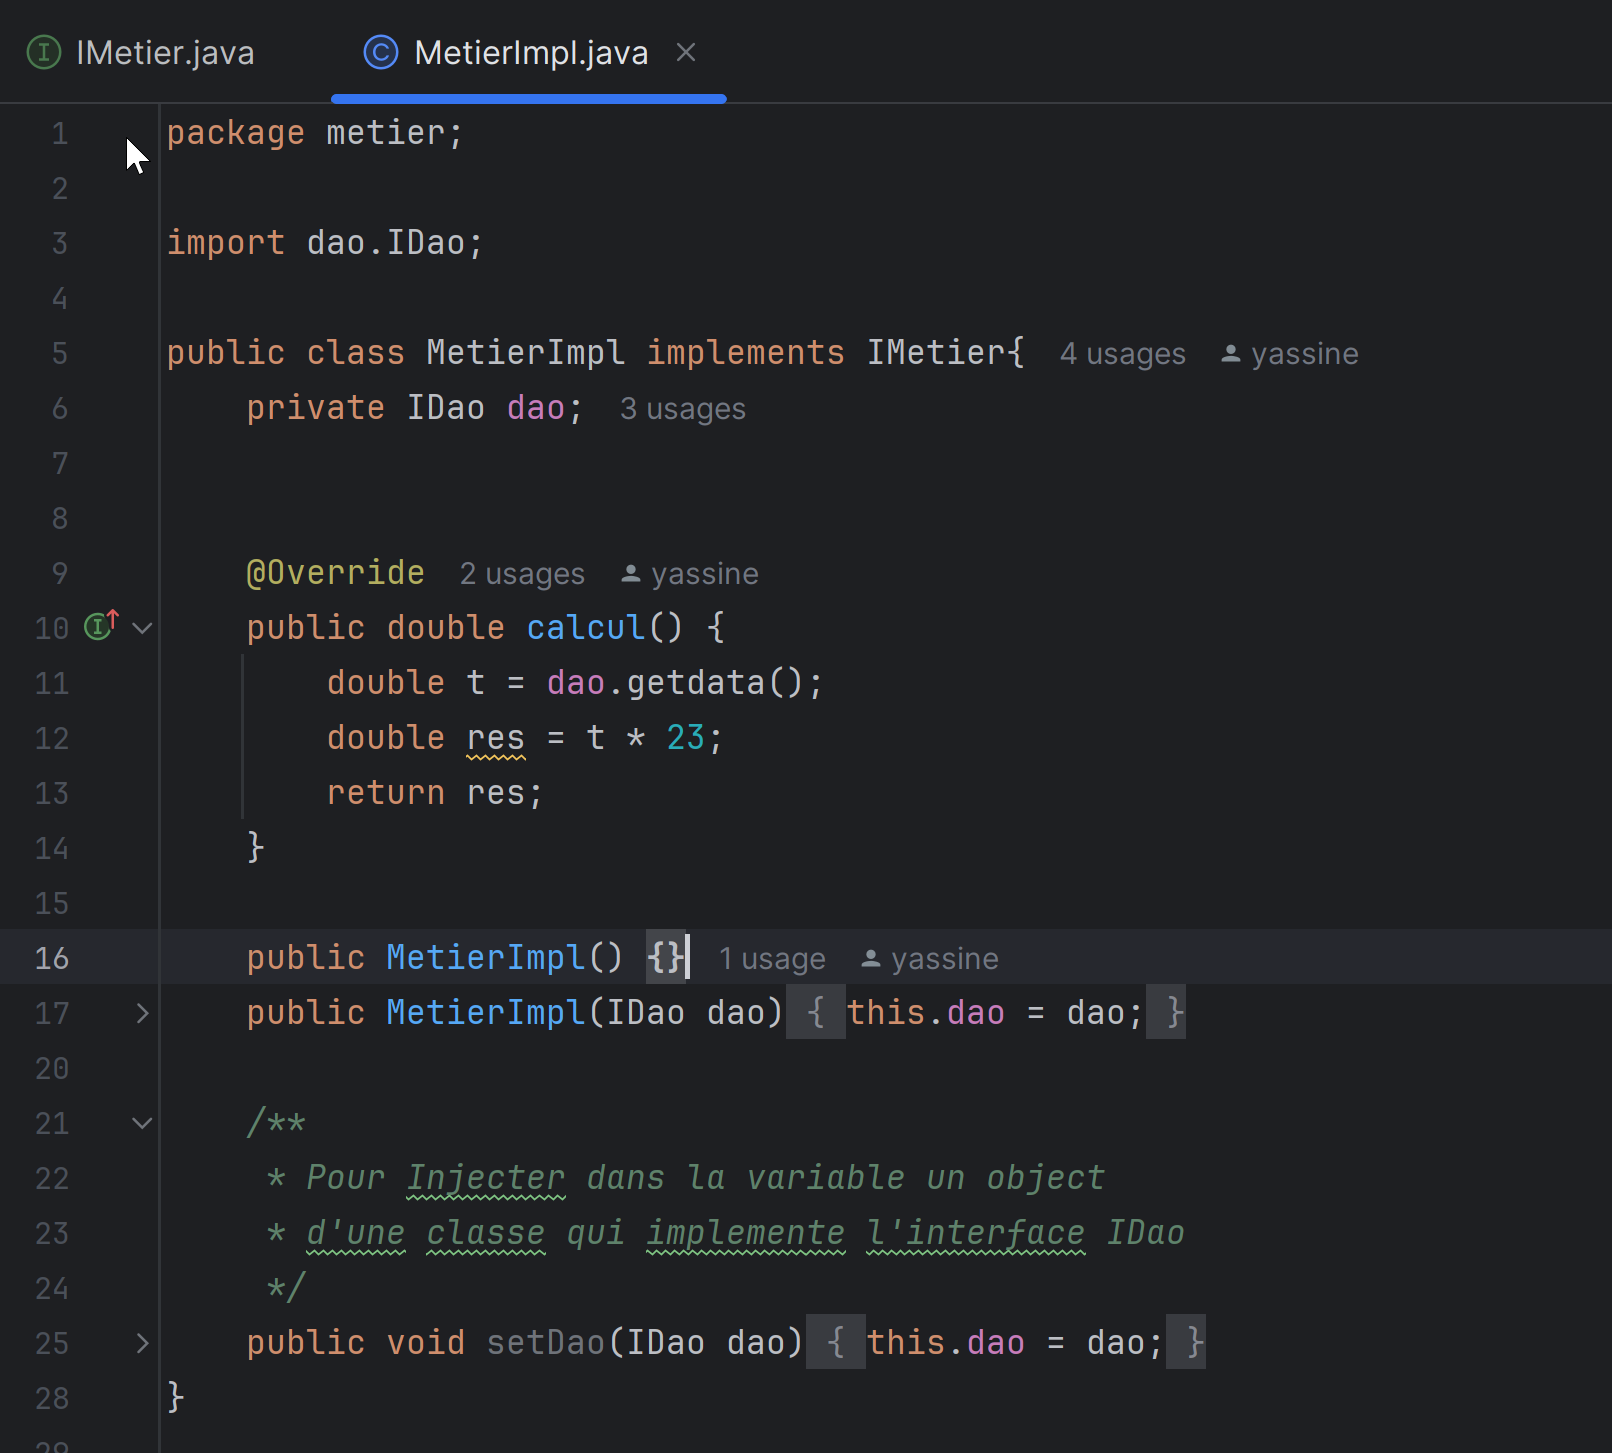 IMetier.java MetierImpl.java
1 package metier;
2
3 import dao.IDao;
4
5 public class MetierImpl implements IMetier{ 4 usages yassine
6 private IDao dao; 3 usages
7
8
9 @Override 2 usages yassine
10 public double calcul() {
11 double t = dao.getdata();
12 double res = t * 23;
13 return res;
14 }
15
16 public MetierImpl() {} 1 usage yassine
17 public MetierImpl(IDao dao) { this.dao = dao; }
20
21 /**
22 * Pour Injecter dans la variable un object
23 * d'une classe qui implemente l'interface IDao
24 */
25 public void setDao(IDao dao) { this.dao = dao; }
28 }
29